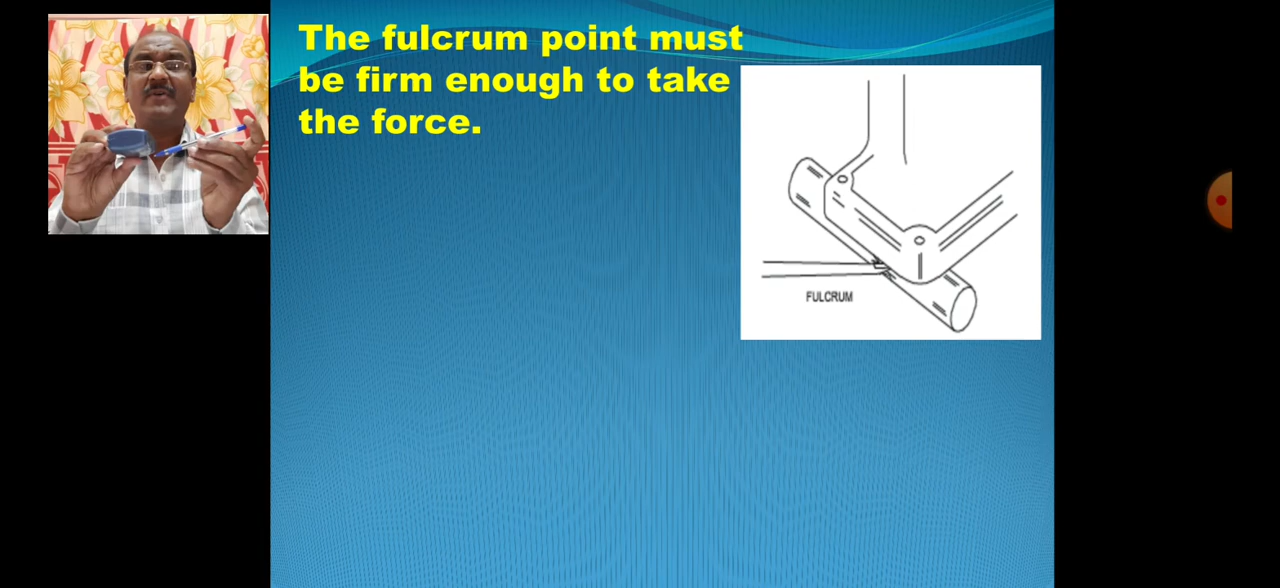 The fulcrum point must
be firm enough to take
the force.
FULCRUM